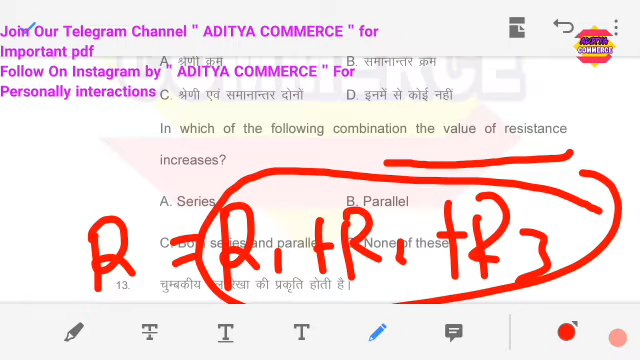 Join Our Telegram Channel " ADITYA COMMERCE " for
Important pdf
Follow On Instagram by " ADITYA COMMERCE " For
Personally interactions
ADITYA
COMMERCE
A. श्रेणी क्रम B. समानान्तर क्रम
C. श्रेणी एवं समानान्तर दोनों D. इनमें से कोई नहीं
In which of the following combination the value of resistance
increases?
A. Series B. Parallel
C. Both series and parallel None of these
R = R1 + R1 + R3
13. चुम्बकीय रेखा की प्रकृति होती है।